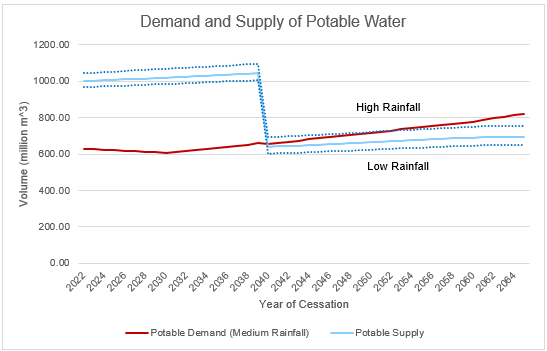 Demand and Supply of Potable Water
1200.00
1000.00
800.00
600.00
400.00
200.00
0.00
Volume (million m^3)
High Rainfall
Low Rainfall
2022 2024 2026 2028 2030 2032 2034 2036 2038 2040 2042 2044 2046 2048 2050 2052 2054 2056 2058 2060 2062 2064
Year of Cessation
Potable Demand (Medium Rainfall) Potable Supply